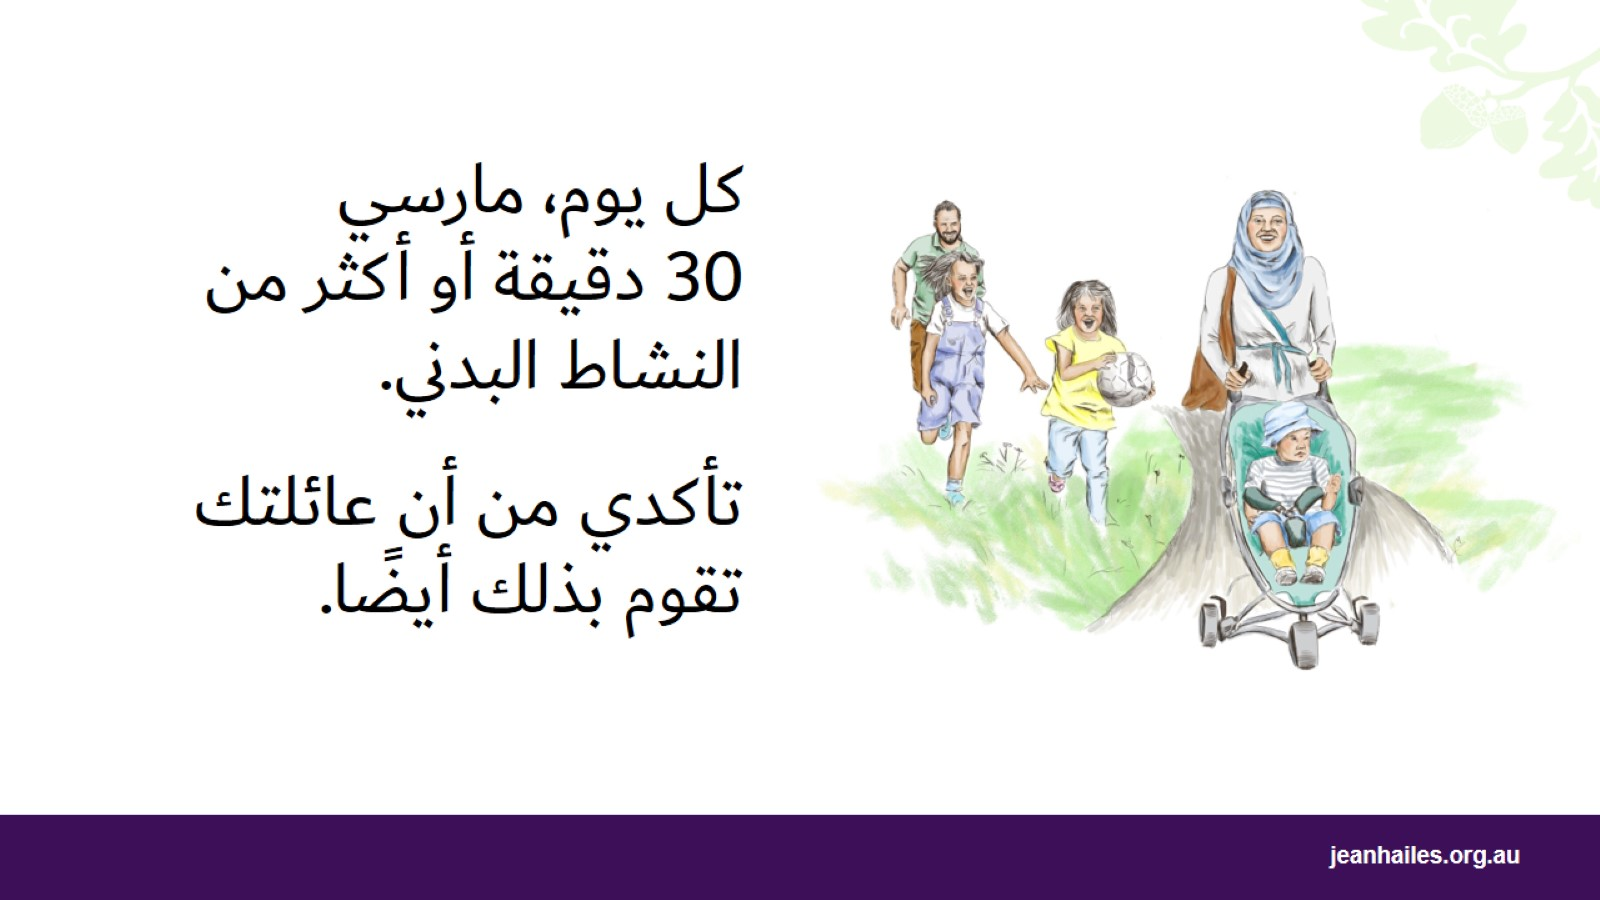 كل يوم، مارسي
30 دقيقة أو أكثر من
النشاط البدني.
تأكدي من أن عائلتك
تقوم بذلك أيضًا.
jeanhailes.org.au